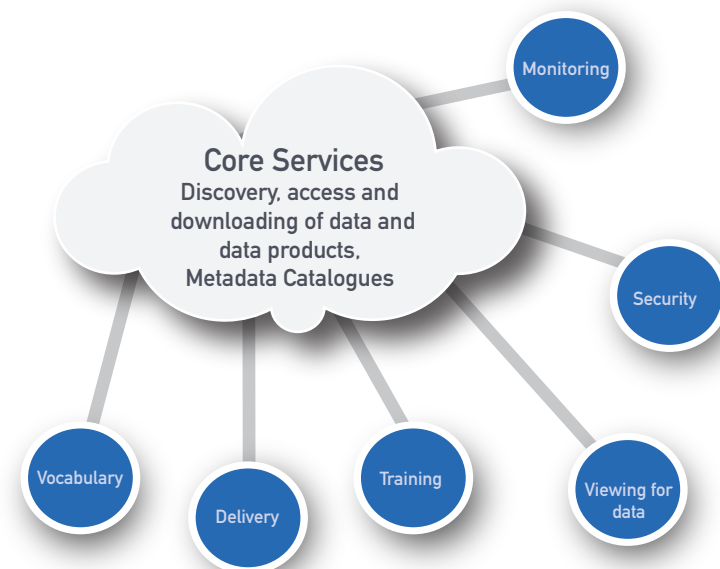 Monitoring
Core Services
Discovery, access and
downloading of data and
data products,
Metadata Catalogues
Security
Vocabulary
Delivery
Training
Viewing for
data